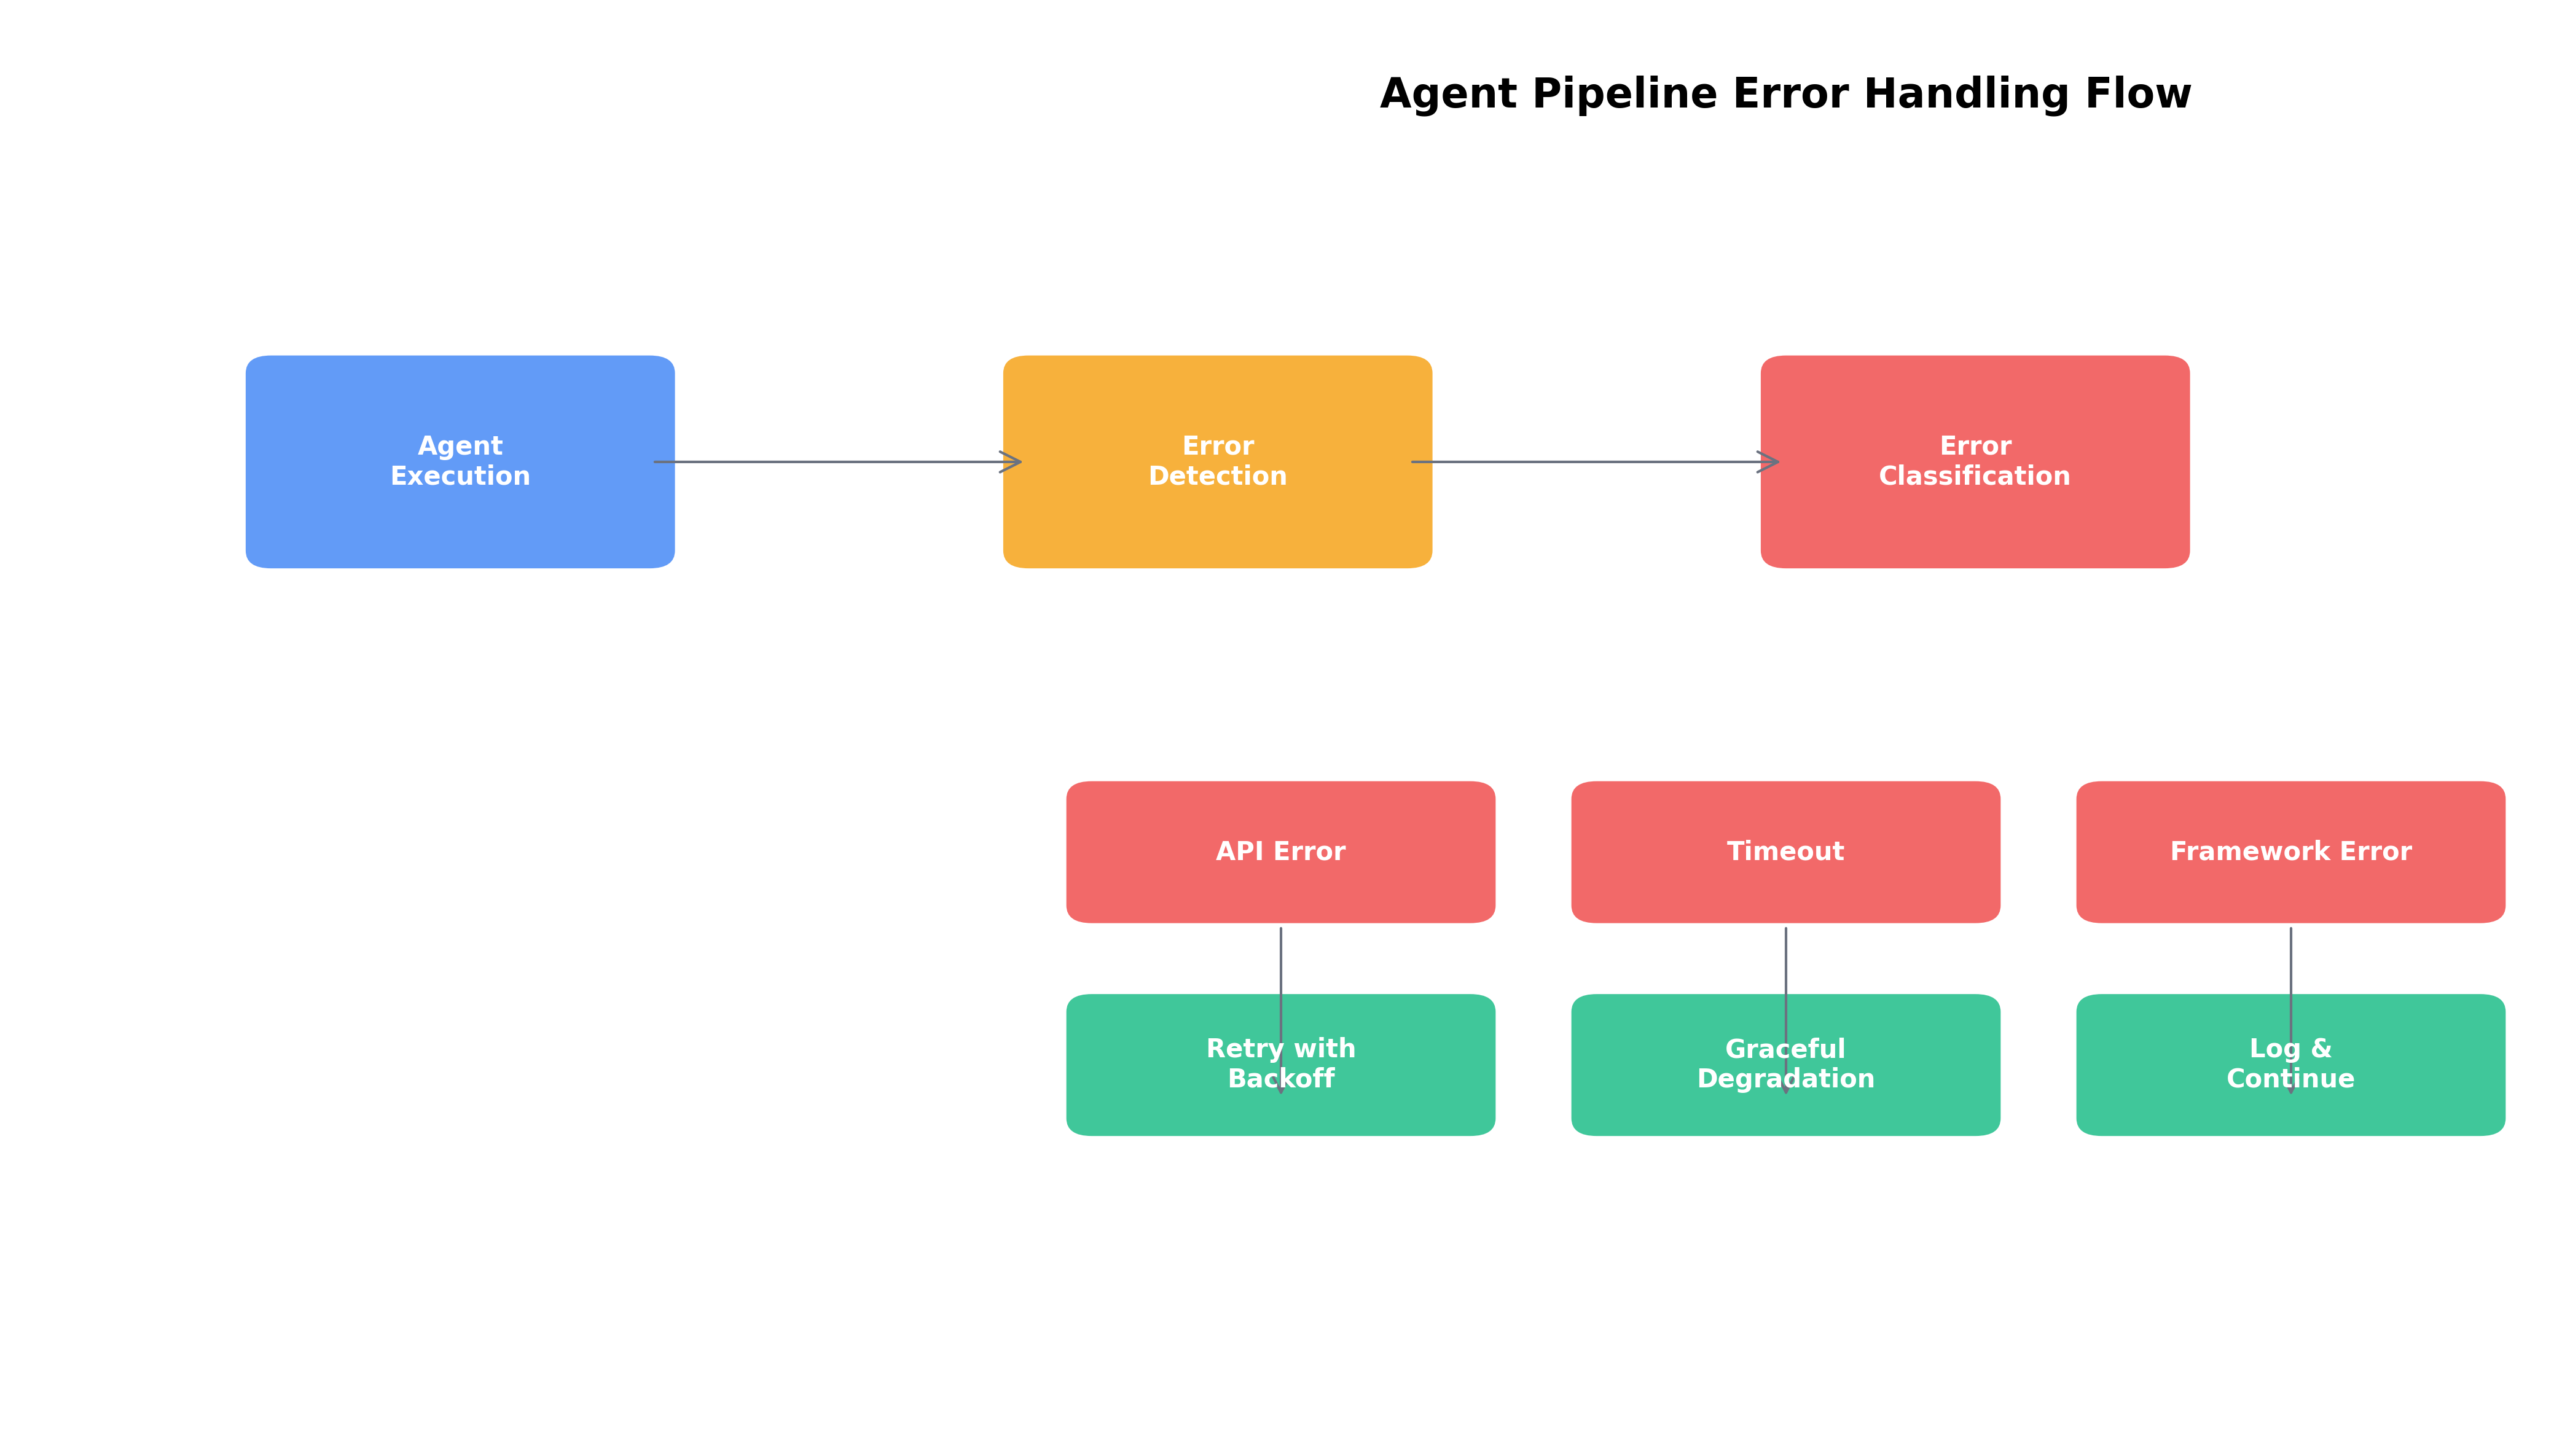 Agent Pipeline Error Handling Flow
Agent
Execution
Error
Detection
Error
Classification
API Error
Timeout
Framework Error
Retry with
Backoff
Graceful
Degradation
Log &
Continue